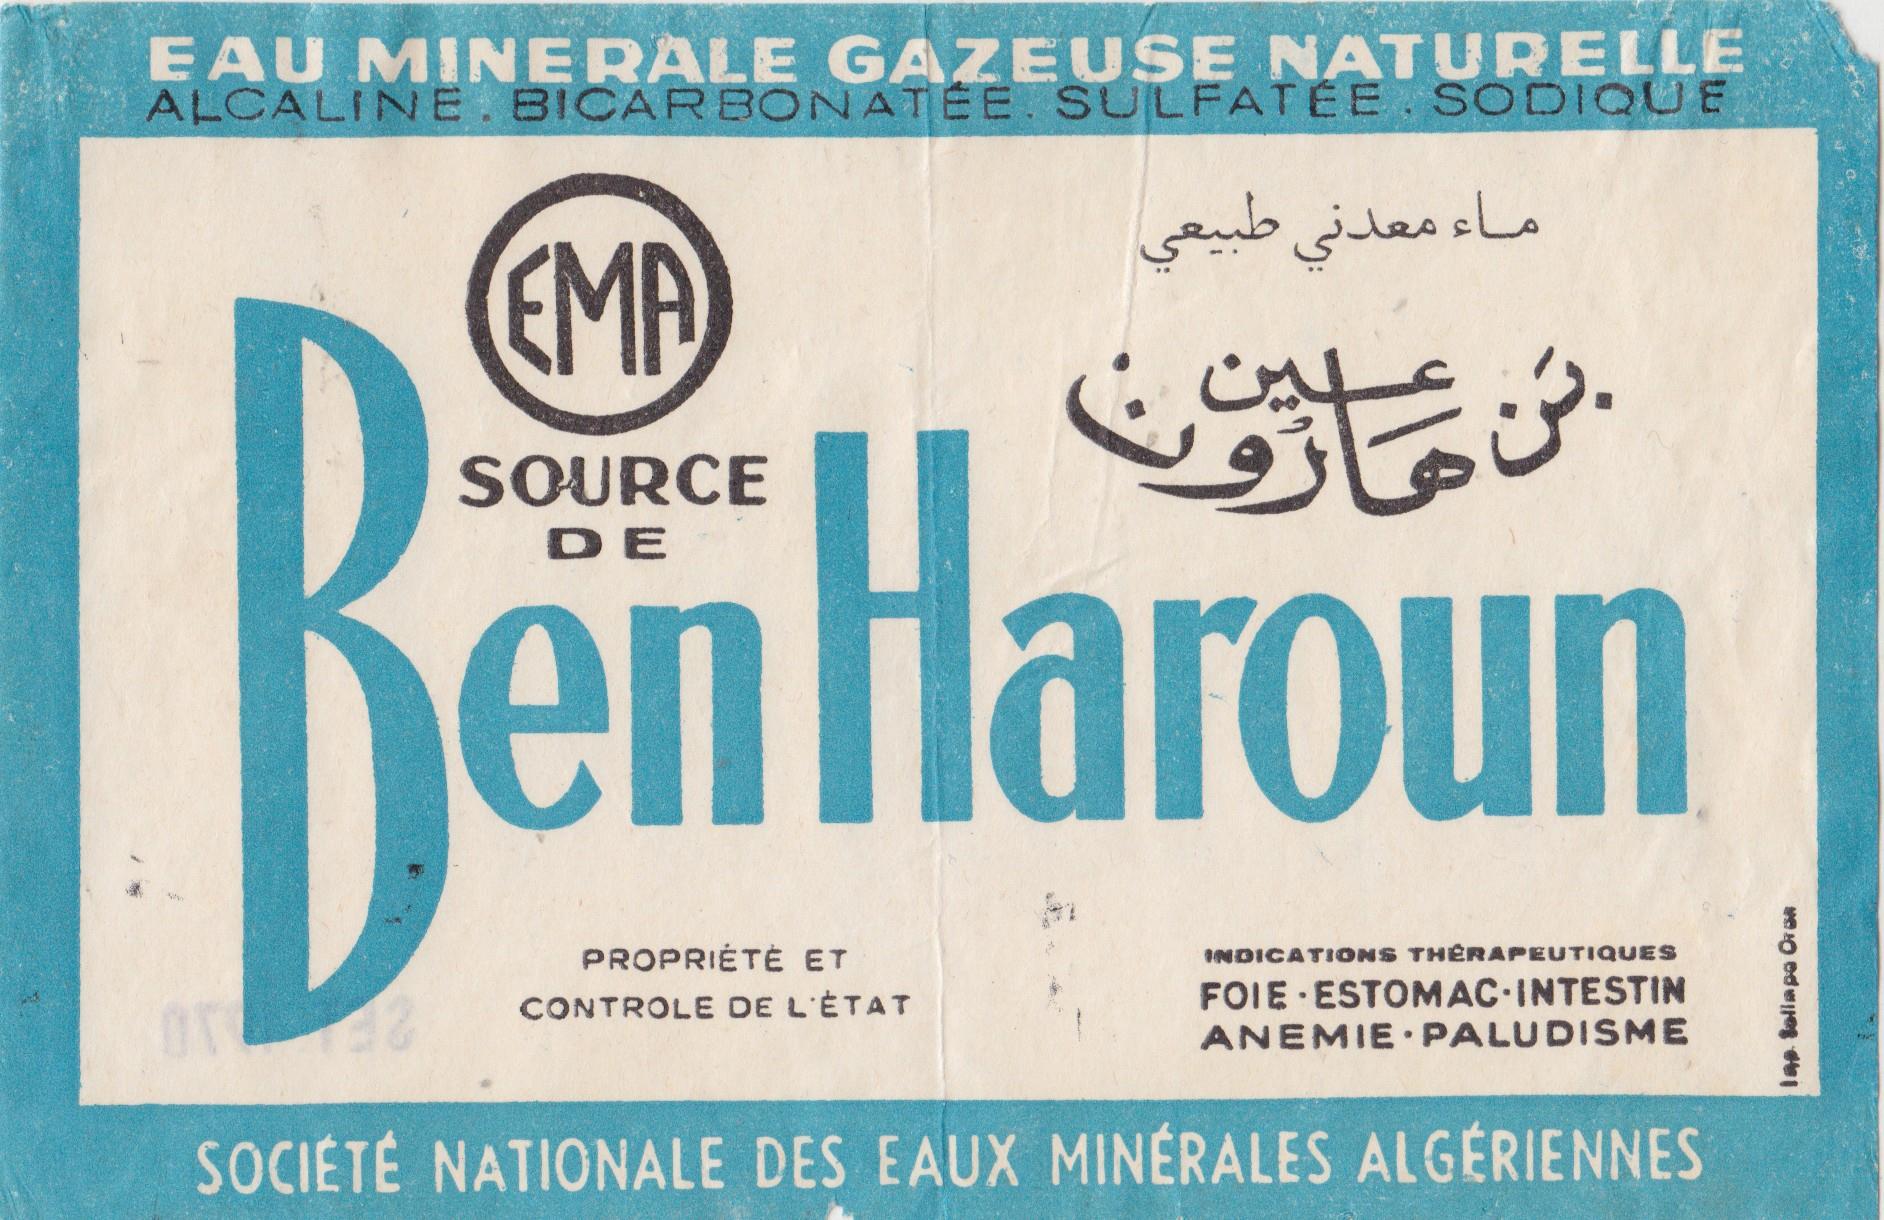 EAU MINERALE GAZEUSE NATURELLE
ALCALINE. BICARBONATÉE. SULFATÉE. SODIQUE
EMA
SOURCE
DE
ماء معدني طبيعي
عين
بن هارون
Ben Haroun
PROPRIÉTÉ ET
CONTROLE DE L'ÉTAT
INDICATIONS THÉRAPEUTIQUES
FOIE · ESTOMAC · INTESTIN
ANEMIE · PALUDISME
SOCIÉTÉ NATIONALE DES EAUX MINÉRALES ALGÉRIENNES